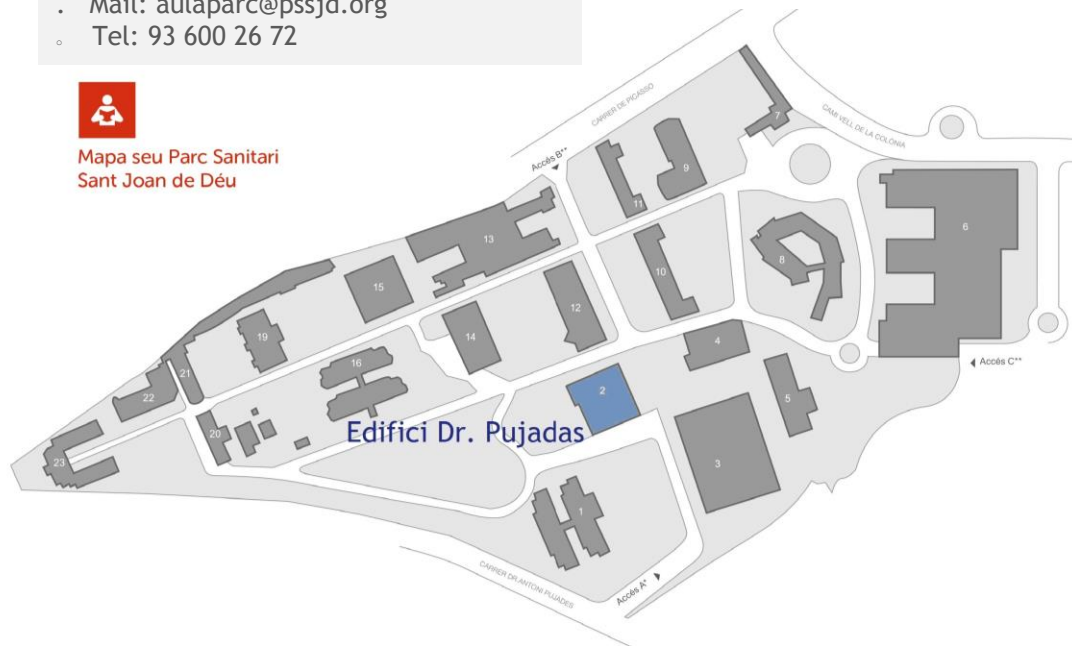 . Mail: aulaparc@pssjd.org
◦ Tel: 93 600 26 72
Mapa seu Parc Sanitari
Sant Joan de Déu
CARRER DE PICASSO
CAMÍ VELL DE LA COLÒNIA
Accés B**
7
9
11
13
6
8
10
15
12
19
14
4
16
Accés C**
21
2
5
22
20
Edifici Dr. Pujadas
23
3
1
CARRER DR. ANTONI PUJADES
Accés A*